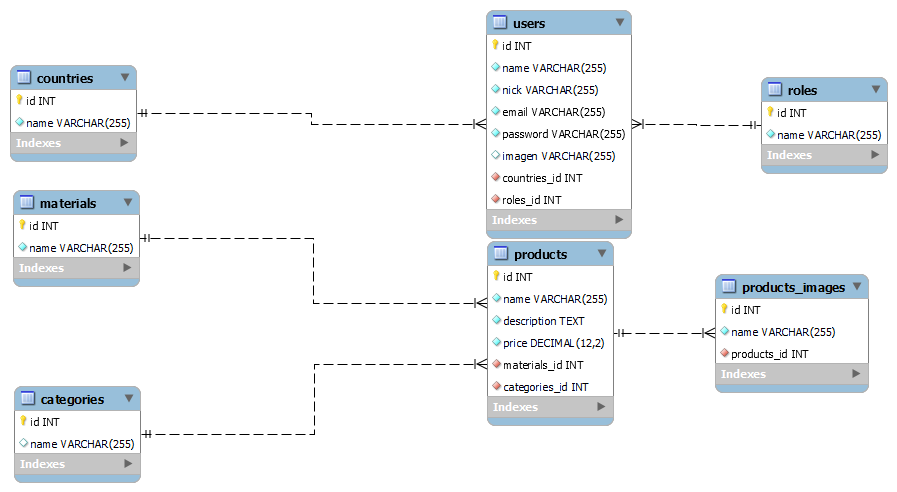 countries
id INT
name VARCHAR(255)
Indexes
materials
id INT
name VARCHAR(255)
Indexes
categories
id INT
name VARCHAR(255)
Indexes
users
id INT
name VARCHAR(255)
nick VARCHAR(255)
email VARCHAR(255)
password VARCHAR(255)
imagen VARCHAR(255)
countries_id INT
roles_id INT
Indexes
products
id INT
name VARCHAR(255)
description TEXT
price DECIMAL(12,2)
materials_id INT
categories_id INT
Indexes
roles
id INT
name VARCHAR(255)
Indexes
products_images
id INT
name VARCHAR(255)
products_id INT
Indexes